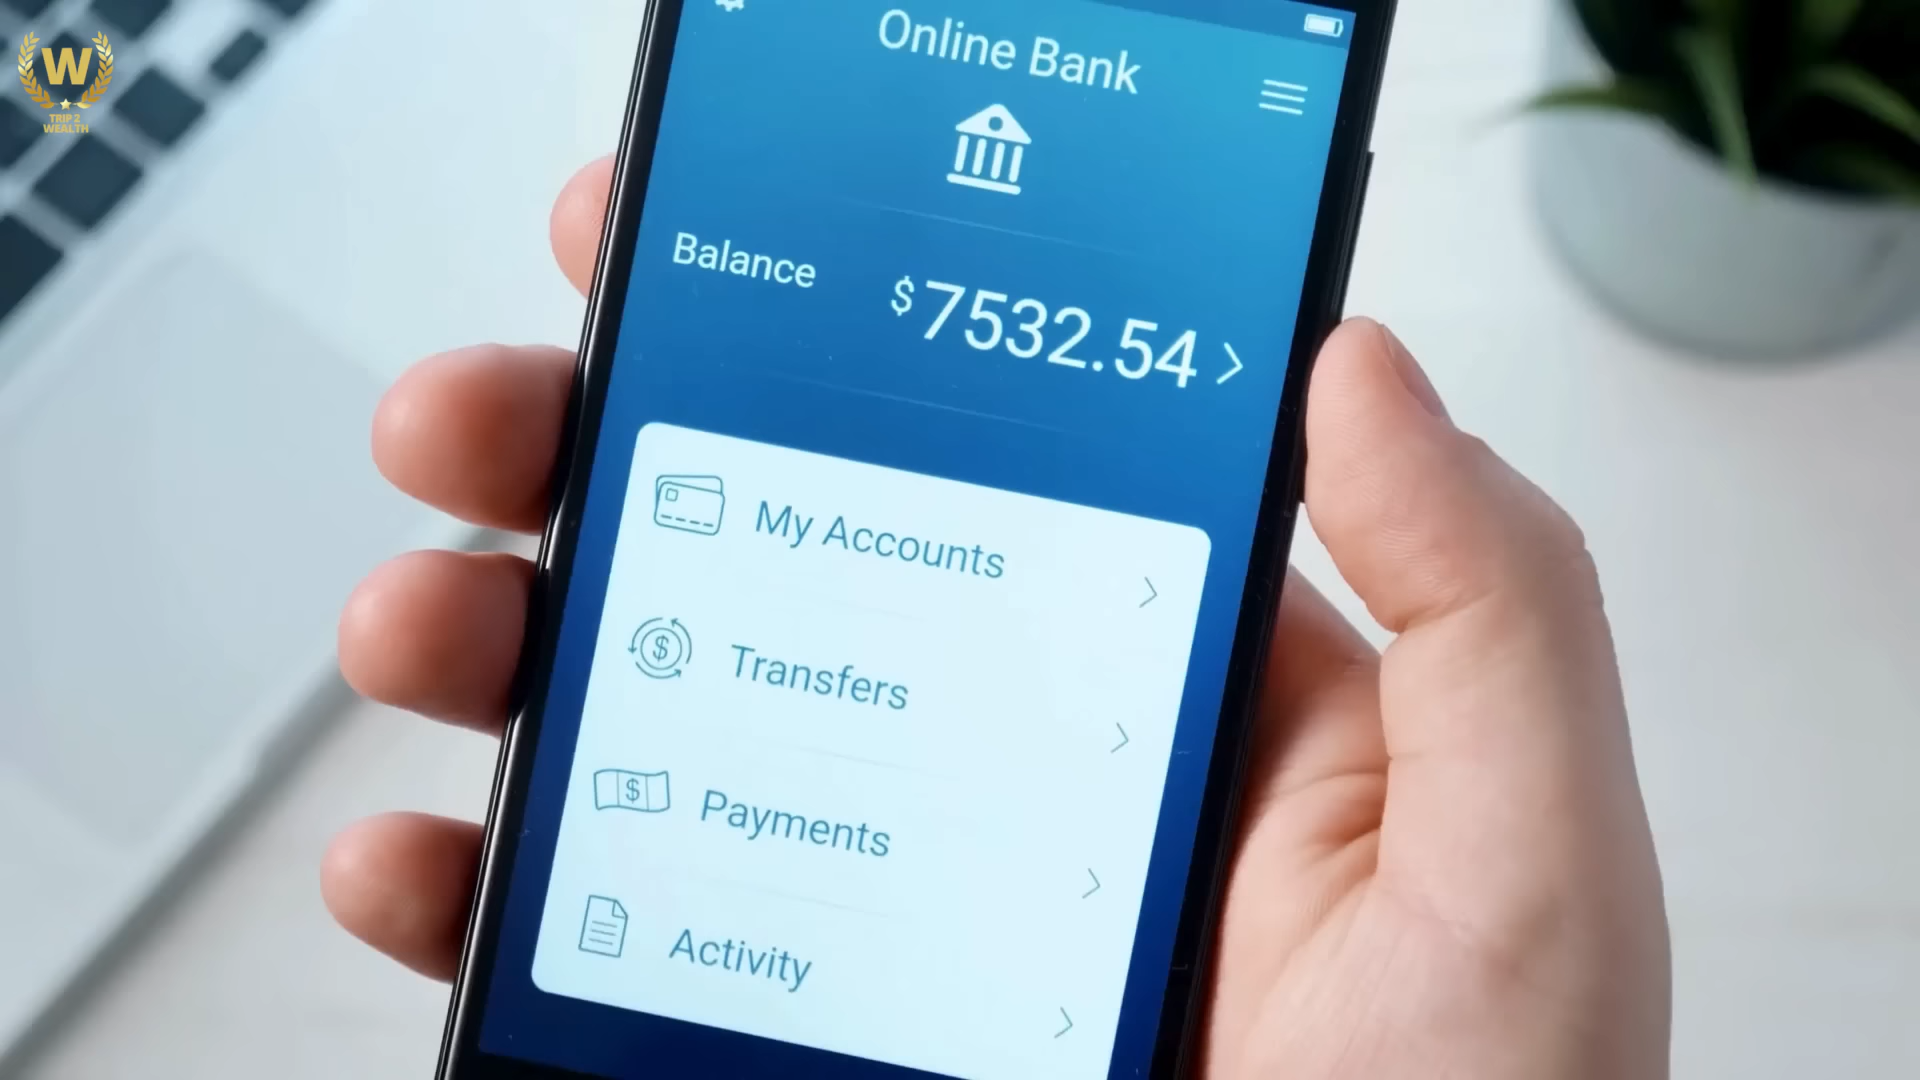 W
TRIP 2
WEALTH
Online Bank
Balance $7532.54
My Accounts
$
Transfers
$
Payments
Activity